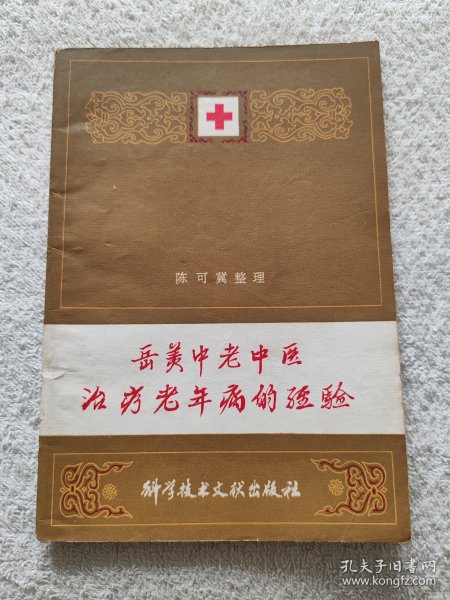 陈可冀整理
岳美中老中医
治疗老年病的经验
科学技术文献出版社
孔夫子旧书网
www.kongfz.com